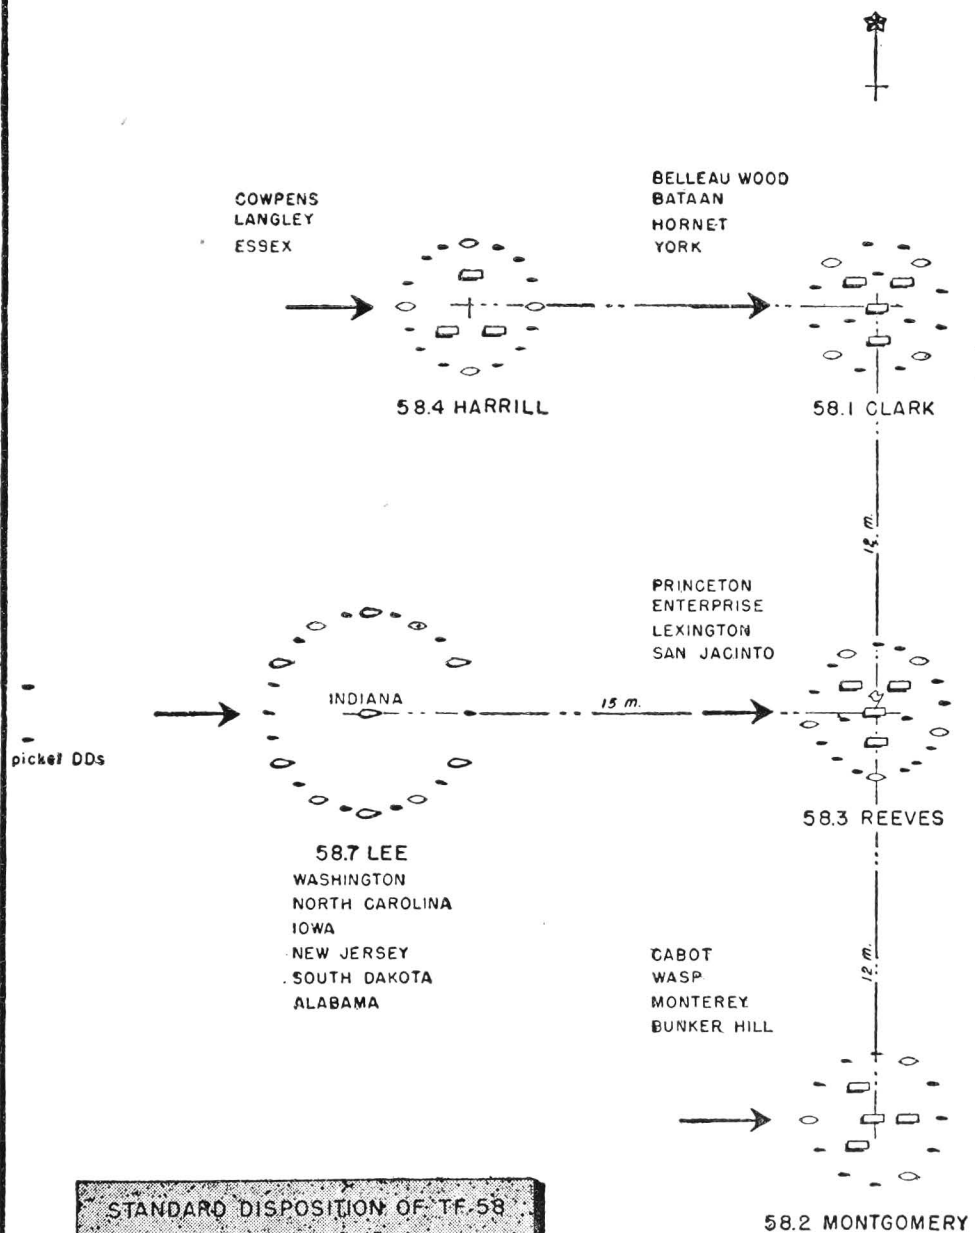 COWPENS
LANGLEY
ESSEX
BELLEAU WOOD
BATAAN
HORNET
YORK
58.4 HARRILL
58.1 CLARK
12 m.
PRINCETON
ENTERPRISE
LEXINGTON
SAN JACINTO
INDIANA
15 m.
picket DDs
58.3 REEVES
58.7 LEE
WASHINGTON
NORTH CAROLINA
IOWA
NEW JERSEY
SOUTH DAKOTA
ALABAMA
CABOT
WASP
MONTEREY
BUNKER HILL
12 m.
STANDARD DISPOSITION OF TF-58
58.2 MONTGOMERY